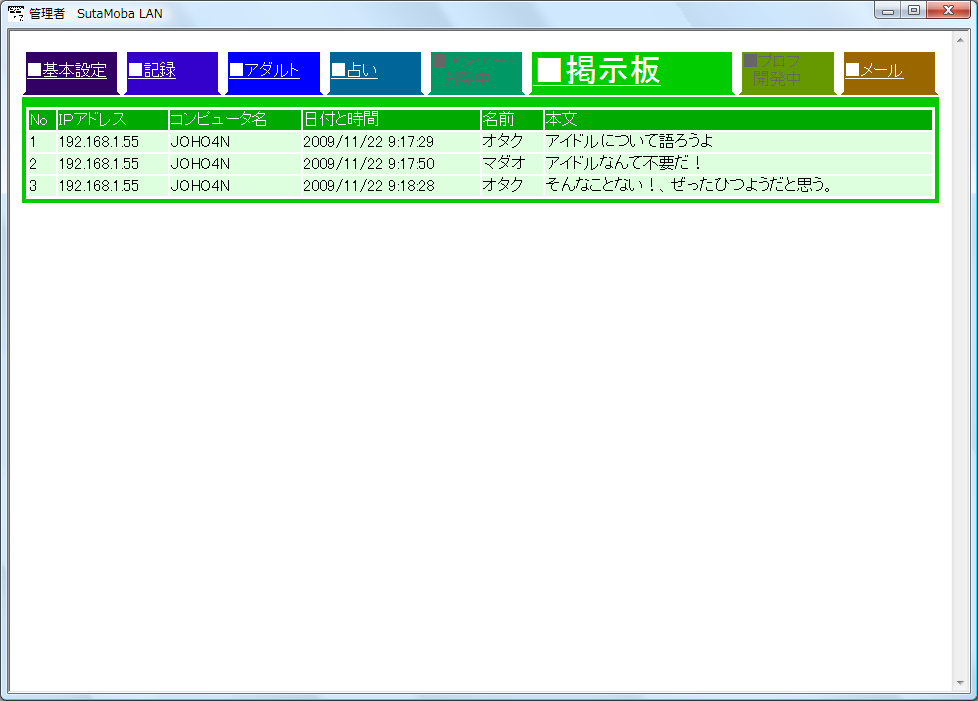 管理者　SutaMoba LAN
■基本設定 ■記録 ■アダルト ■占い ■ ■掲示板 ■プロフ ■メール
開発中 開発中
No IPアドレス コンピュータ名 日付と時間 名前 本文
1 192.168.1.55 JOHO4N 2009/11/22 9:17:29 オタク アイドルについて語ろうよ
2 192.168.1.55 JOHO4N 2009/11/22 9:17:50 マダオ アイドルなんて不要だ！
3 192.168.1.55 JOHO4N 2009/11/22 9:18:28 オタク そんなことない！、ぜったひつようだと思う。